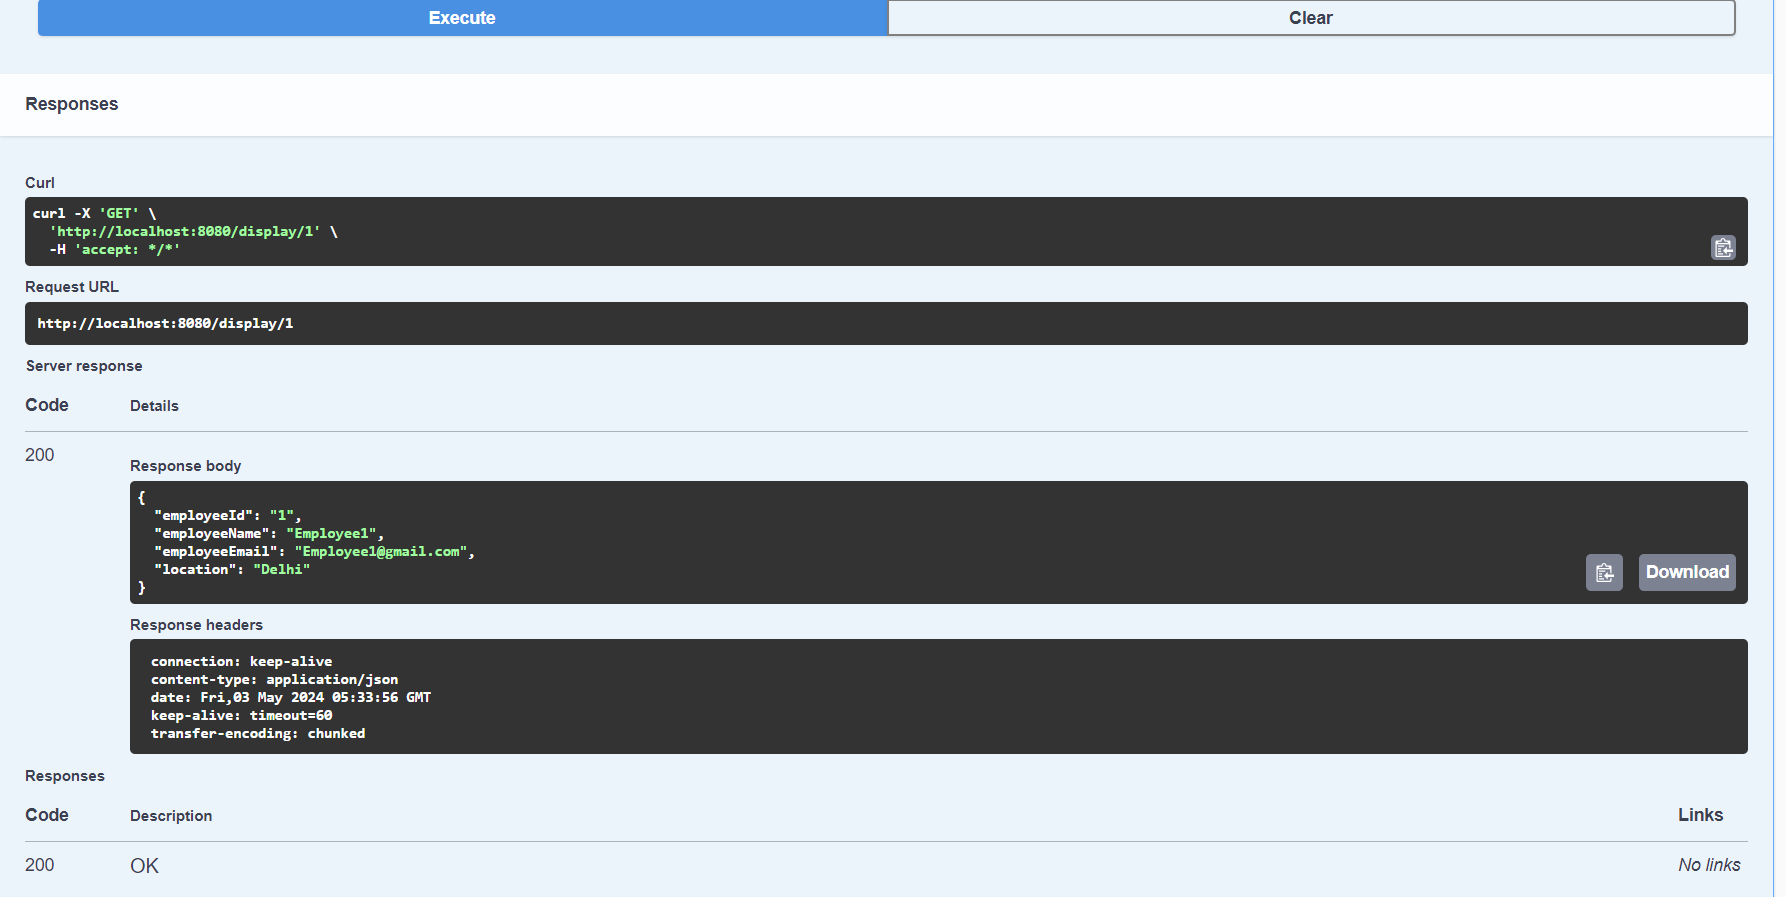 Execute
Clear
Responses
Curl
curl -X 'GET' \
  'http://localhost:8080/display/1' \
  -H 'accept: */*'
Request URL
http://localhost:8080/display/1
Server response
Code Details
200
Response body
{
  "employeeId": "1",
  "employeeName": "Employee1",
  "employeeEmail": "Employee1@gmail.com",
  "location": "Delhi"
}
Download
Response headers
connection: keep-alive
content-type: application/json
date: Fri,03 May 2024 05:33:56 GMT
keep-alive: timeout=60
transfer-encoding: chunked
Responses
Code Description Links
200 OK No links